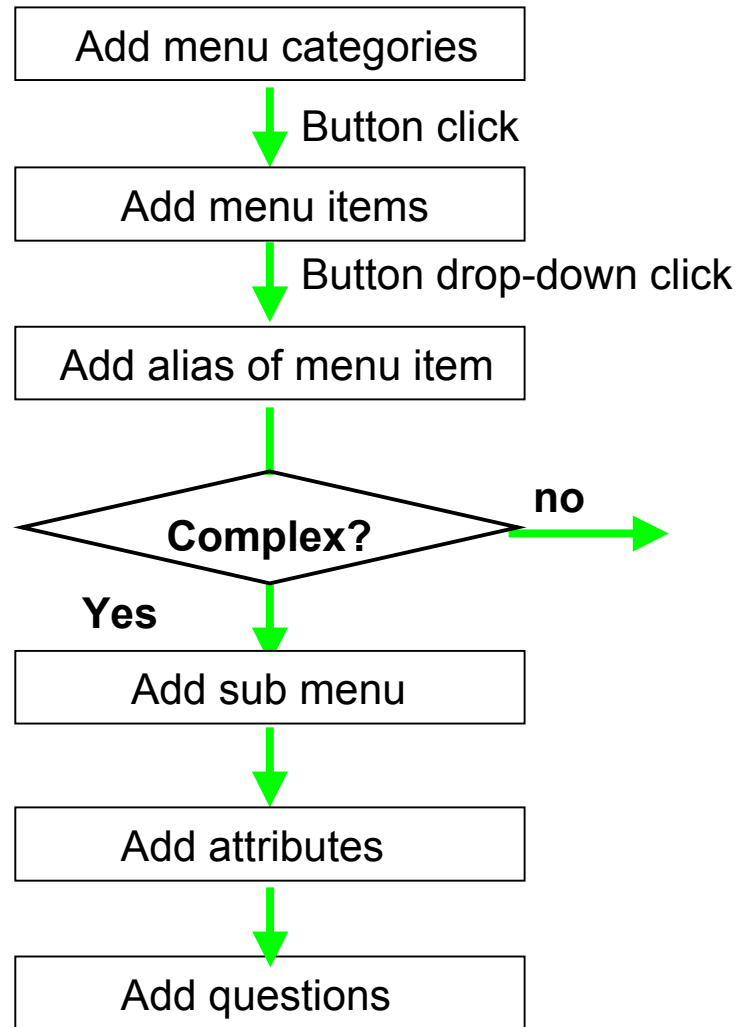 Add menu categories
Button click
Add menu items
Button drop-down click
Add alias of menu item
no
Complex?
Yes
Add sub menu
Add attributes
Add questions